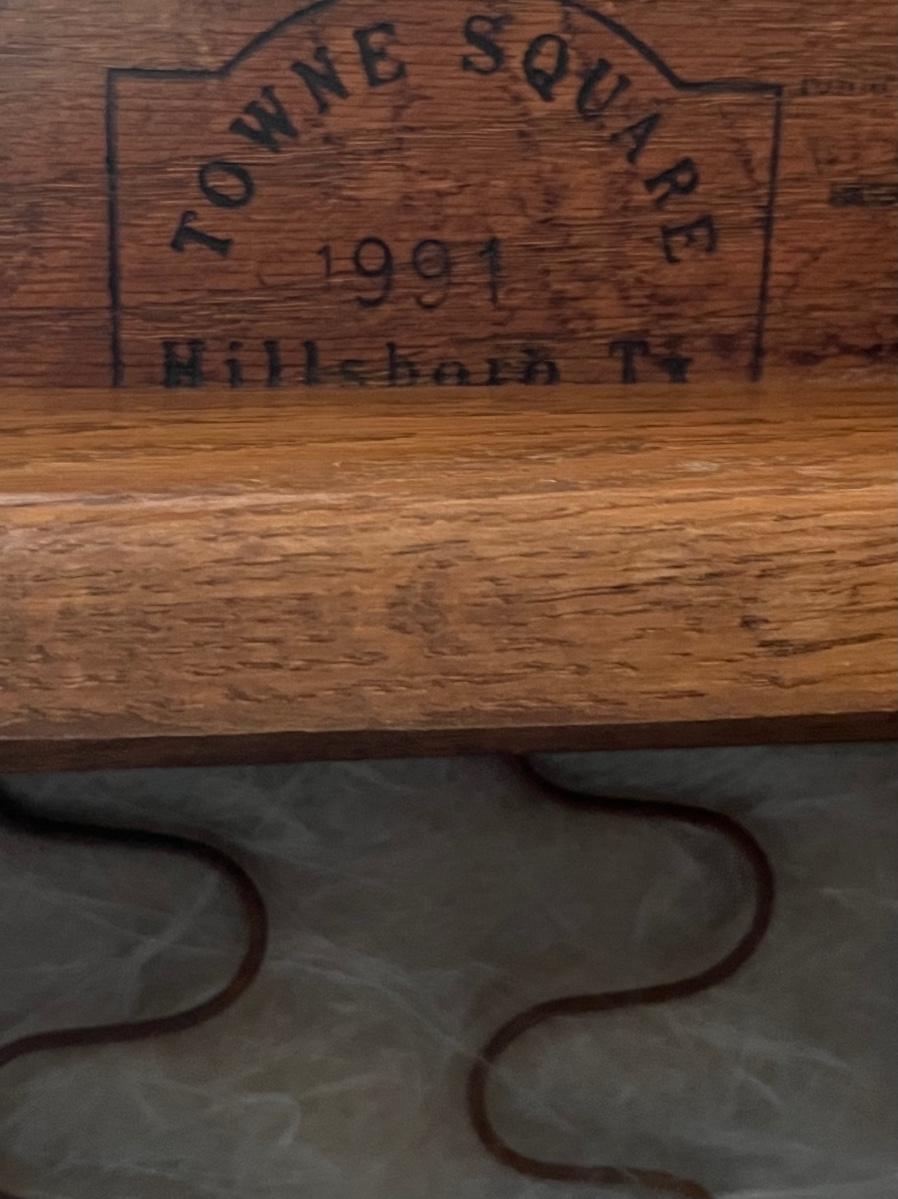 TOWNE SQUARE
1991
Hillsboro Tx